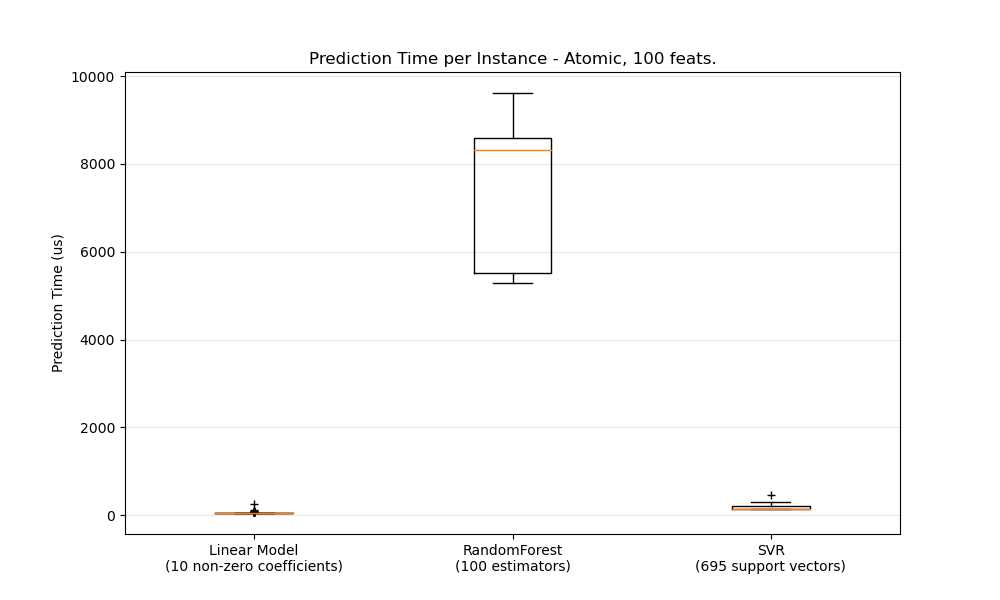 Prediction Time per Instance - Atomic, 100 feats.
Prediction Time (us)
10000
8000
6000
4000
2000
0
Linear Model
(10 non-zero coefficients)
RandomForest
(100 estimators)
SVR
(695 support vectors)